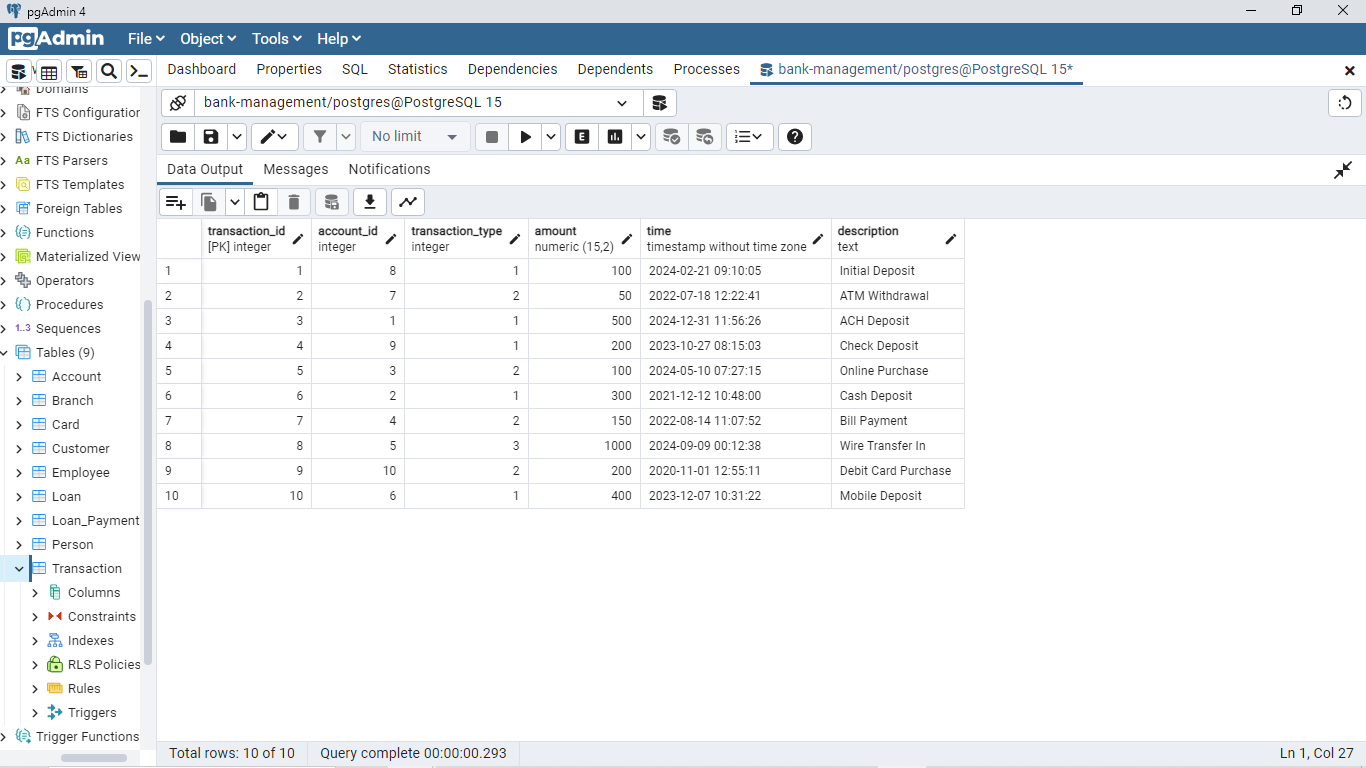 pgAdmin 4
pgAdmin File Object Tools Help
Dashboard Properties SQL Statistics Dependencies Dependents Processes bank-management/postgres@PostgreSQL 15*
bank-management/postgres@PostgreSQL 15
No limit
E
Data Output Messages Notifications
Domains
FTS Configuration
FTS Dictionaries
Aa FTS Parsers
FTS Templates
Foreign Tables
Functions
Materialized View
Operators
Procedures
1..3 Sequences
Tables (9)
Account
Branch
Card
Customer
Employee
Loan
Loan_Payment
Person
Transaction
Columns
Constraints
Indexes
RLS Policies
Rules
Triggers
Trigger Functions
transaction_id account_id transaction_type amount time description
[PK] integer integer integer numeric (15,2) timestamp without time zone text
1 1 8 1 100 2024-02-21 09:10:05 Initial Deposit
2 2 7 2 50 2022-07-18 12:22:41 ATM Withdrawal
3 3 1 1 500 2024-12-31 11:56:26 ACH Deposit
4 4 9 1 200 2023-10-27 08:15:03 Check Deposit
5 5 3 2 100 2024-05-10 07:27:15 Online Purchase
6 6 2 1 300 2021-12-12 10:48:00 Cash Deposit
7 7 4 2 150 2022-08-14 11:07:52 Bill Payment
8 8 5 3 1000 2024-09-09 00:12:38 Wire Transfer In
9 9 10 2 200 2020-11-01 12:55:11 Debit Card Purchase
10 10 6 1 400 2023-12-07 10:31:22 Mobile Deposit
Total rows: 10 of 10 Query complete 00:00:00.293 Ln 1, Col 27